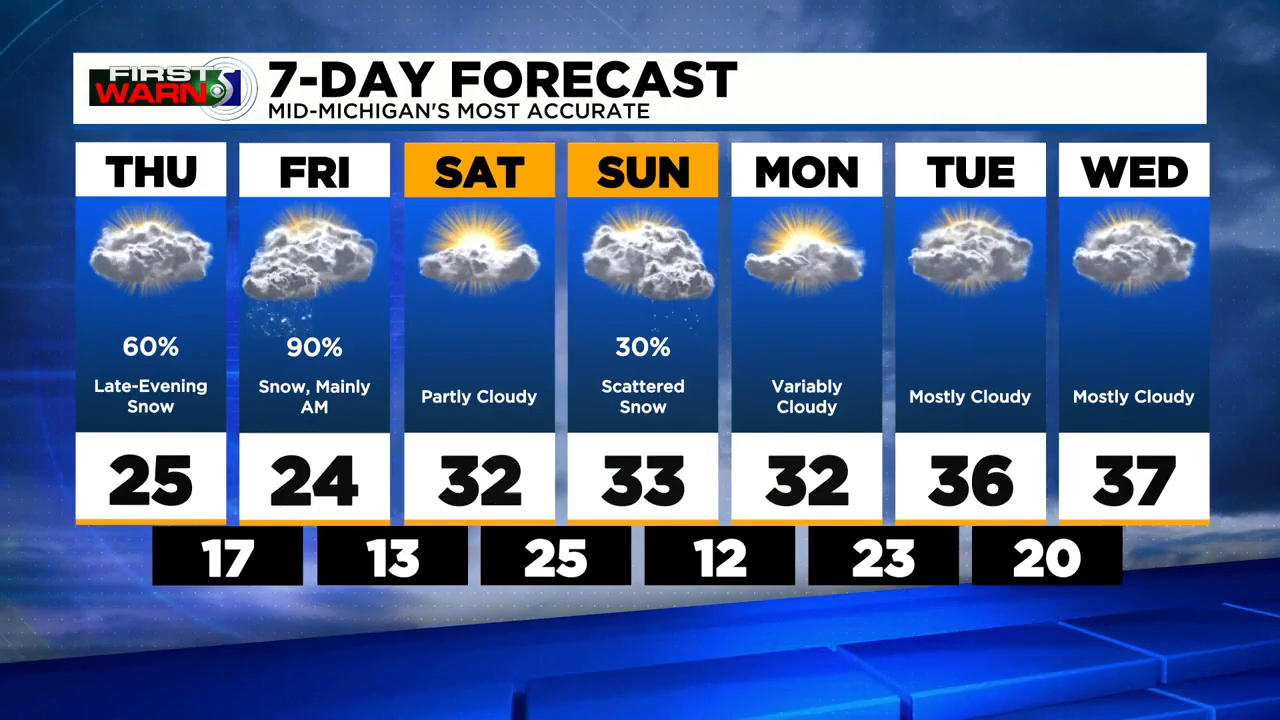 FIRST
WARN 5
7-DAY FORECAST
MID-MICHIGAN'S MOST ACCURATE
THU FRI SAT SUN MON TUE WED
60% 90% 30%
Late-Evening Snow, Mainly Partly Cloudy Scattered Variably Mostly Cloudy Mostly Cloudy
Snow AM Snow Cloudy
25 24 32 33 32 36 37
17 13 25 12 23 20